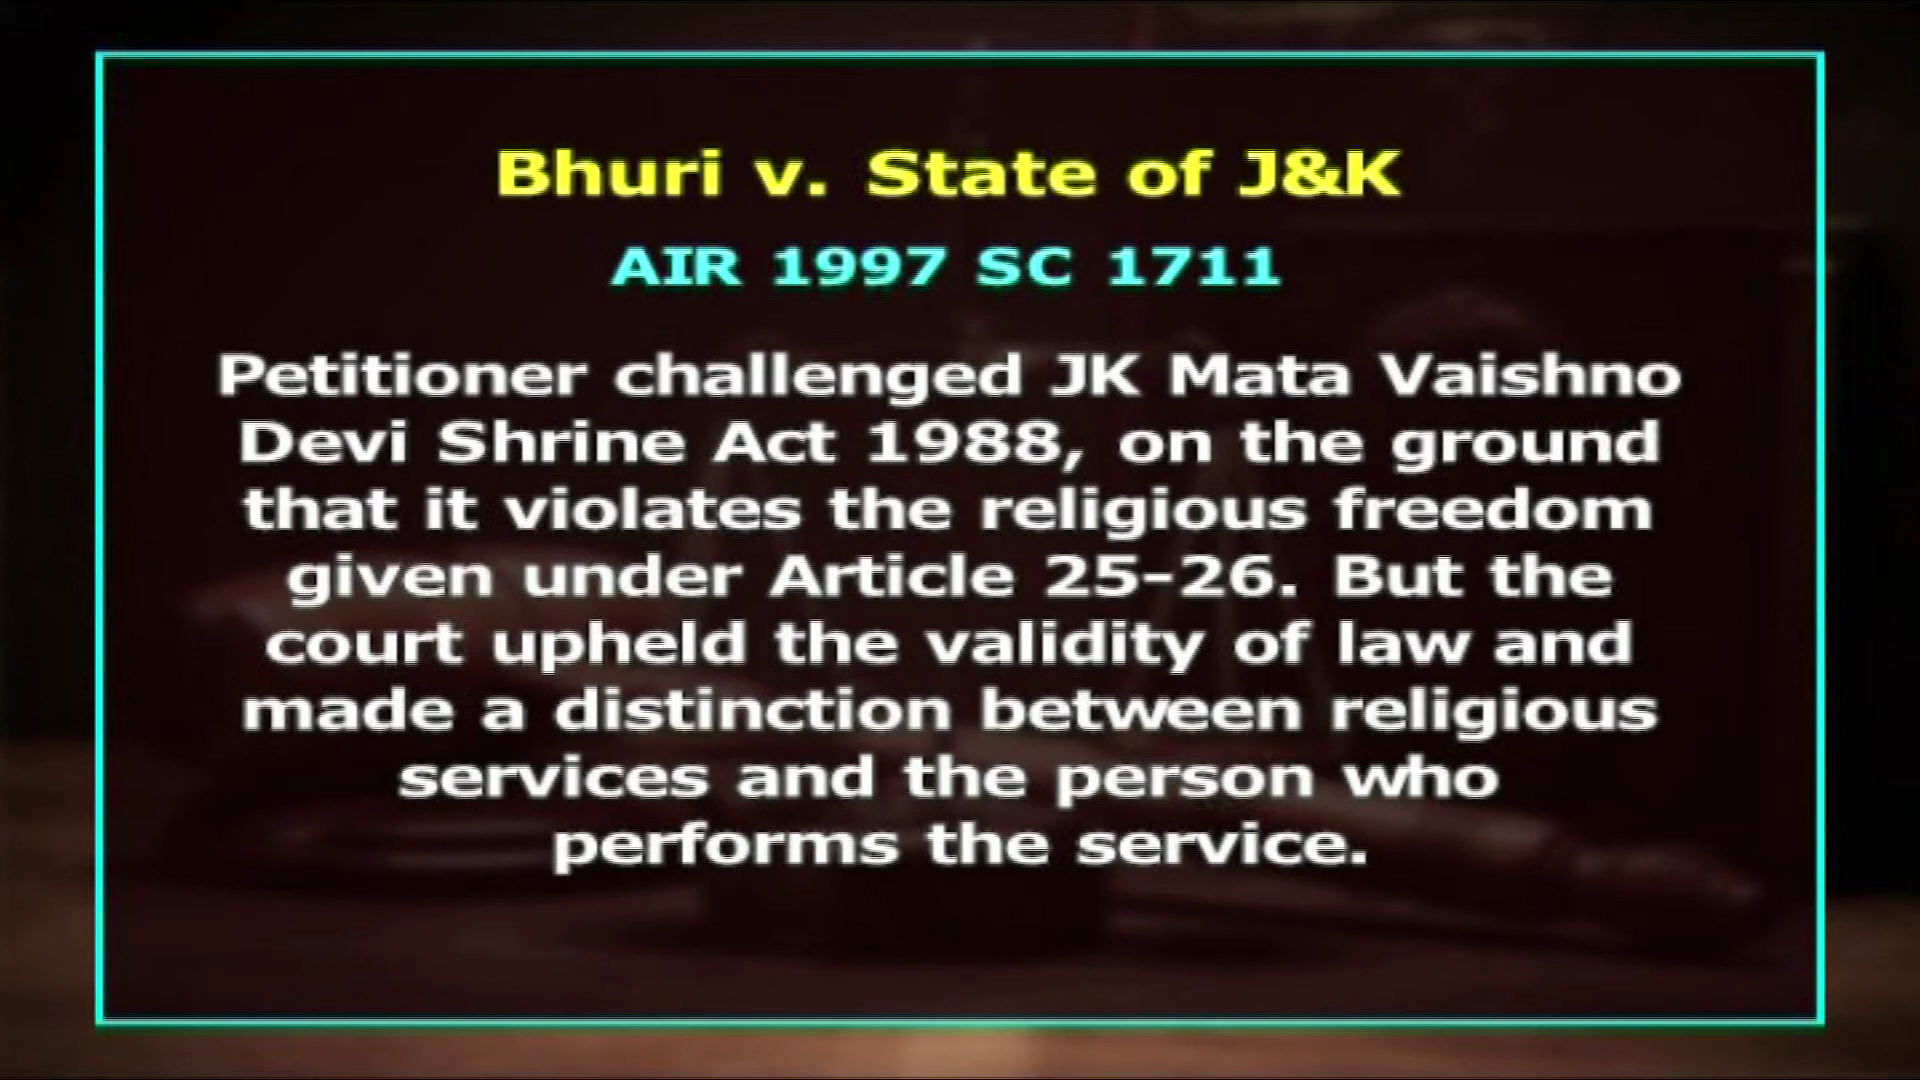 Bhuri v. State of J&K
AIR 1997 SC 1711
Petitioner challenged JK Mata Vaishno
Devi Shrine Act 1988, on the ground
that it violates the religious freedom
given under Article 25-26. But the
court upheld the validity of law and
made a distinction between religious
services and the person who
performs the service.